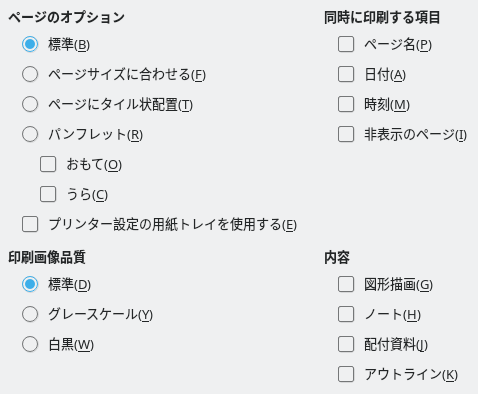 ページのオプション
標準(B)
ページサイズに合わせる(F)
ページにタイル状配置(T)
パンフレット(R)
おもて(O)
うら(C)
プリンター設定の用紙トレイを使用する(E)
同時に印刷する項目
ページ名(P)
日付(A)
時刻(M)
非表示のページ(I)
印刷画像品質
標準(D)
グレースケール(Y)
白黒(W)
内容
図形描画(G)
ノート(H)
配付資料(J)
アウトライン(K)